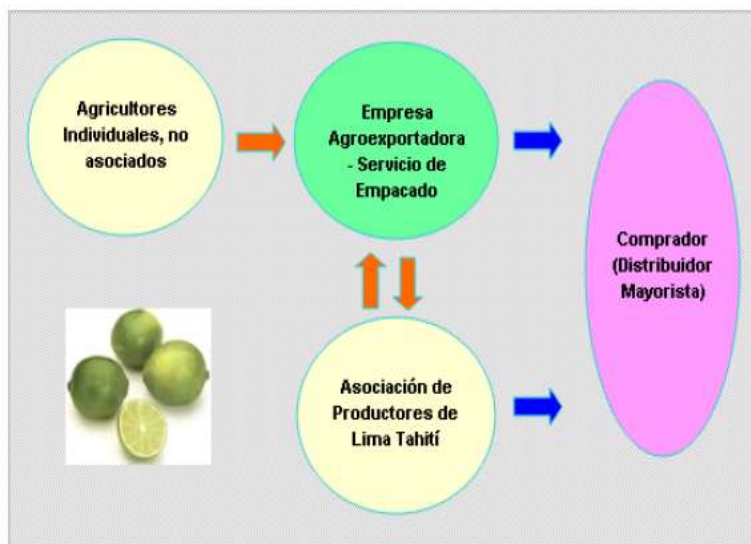 Agricultores
Individuales, no
asociados
Empresa
Agroexportadora
- Servicio de
Empacado
Comprador
(Distribuidor
Mayorista)
Asociación de
Productores de
Lima Tahití